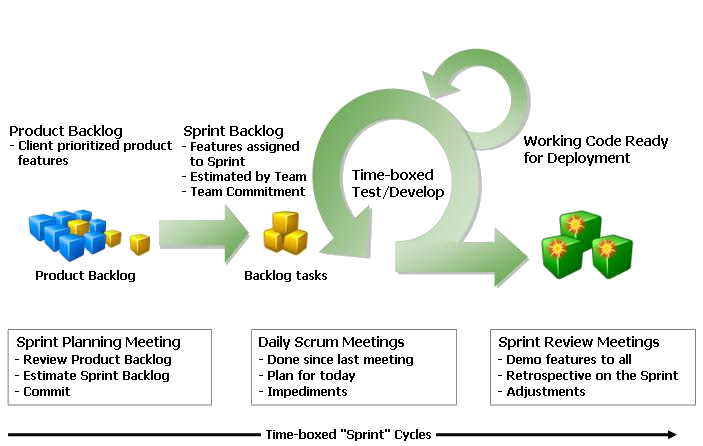 Product Backlog
- Client prioritized product
features
Sprint Backlog
- Features assigned
to Sprint
- Estimated by Team
- Team Commitment
Time-boxed
Test/Develop
Working Code Ready
for Deployment
Product Backlog
Backlog tasks
Sprint Planning Meeting
- Review Product Backlog
- Estimate Sprint Backlog
- Commit
Daily Scrum Meetings
- Done since last meeting
- Plan for today
- Impediments
Sprint Review Meetings
- Demo features to all
- Retrospective on the Sprint
- Adjustments
Time-boxed "Sprint" Cycles